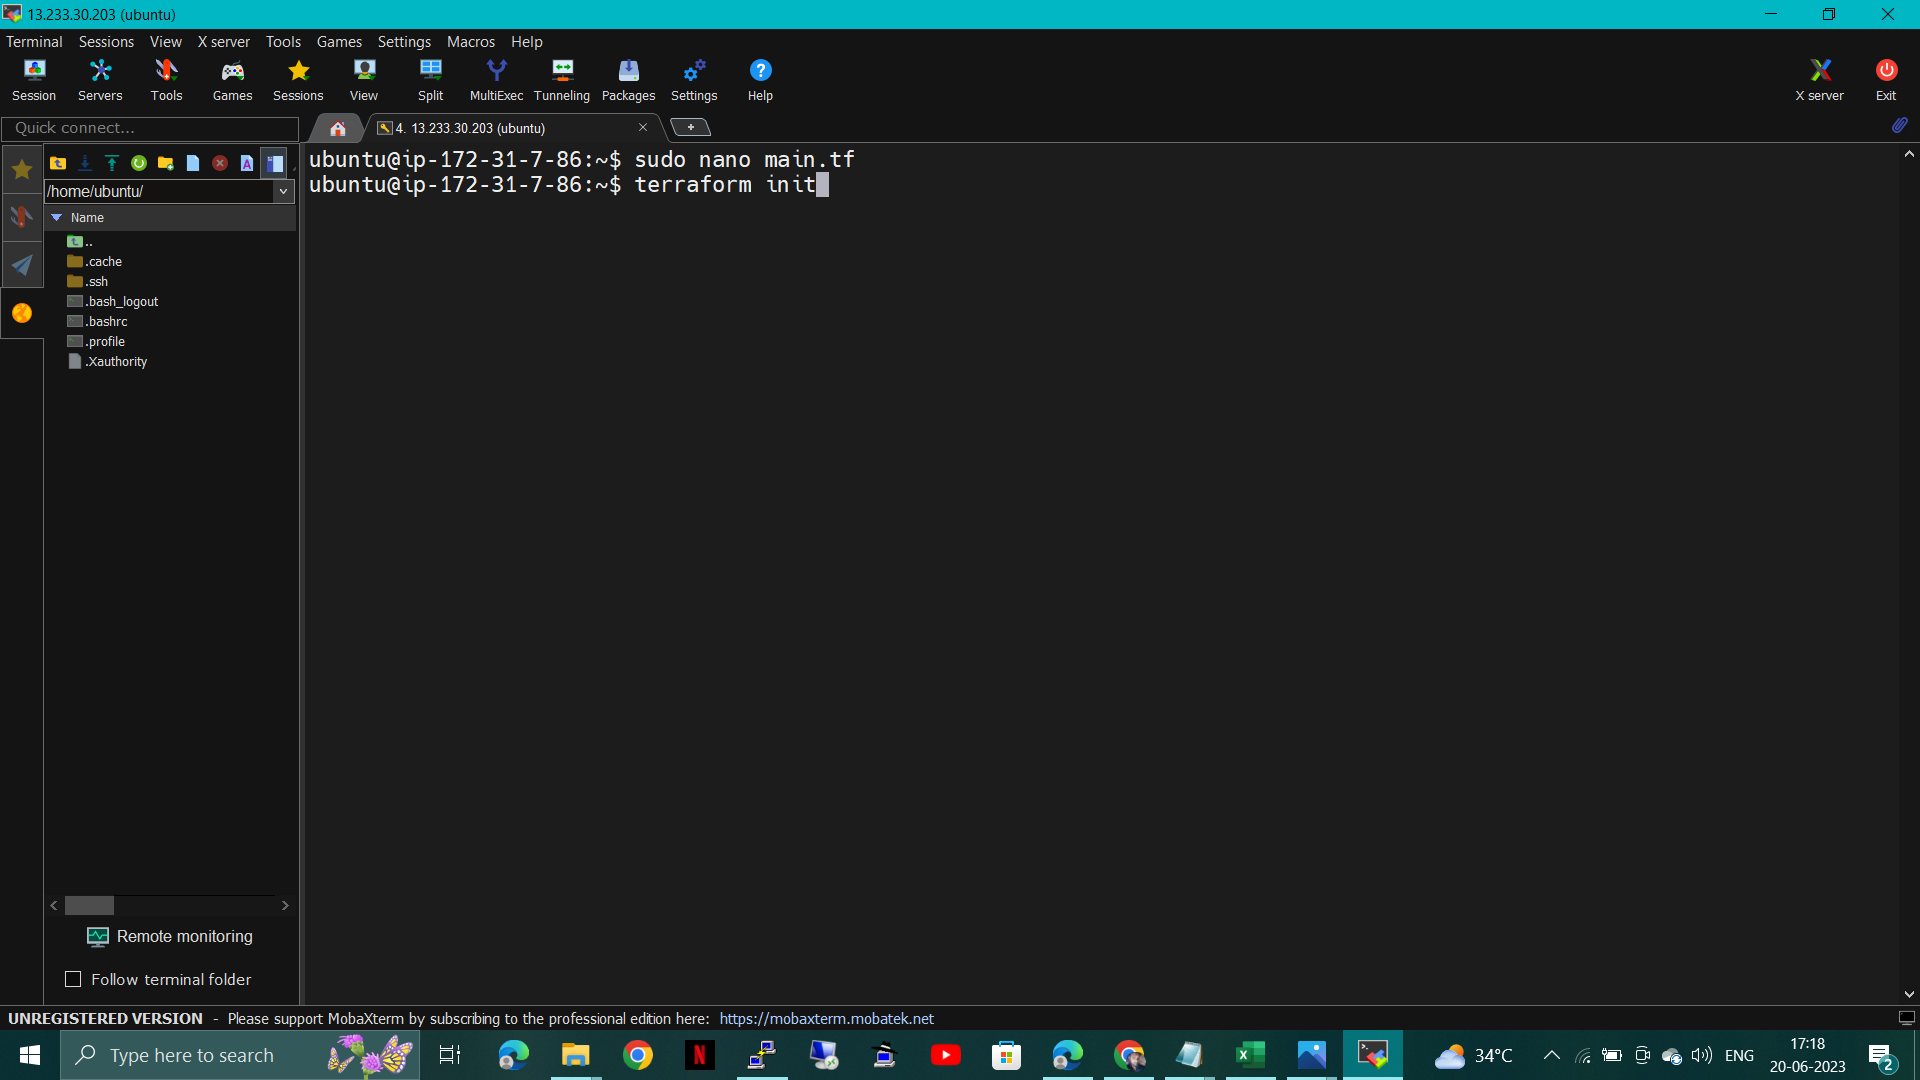 13.233.30.203 (ubuntu)
Terminal Sessions View X server Tools Games Settings Macros Help
Session Servers Tools Games Sessions View Split MultiExec Tunneling Packages Settings Help X server Exit
Quick connect...
4. 13.233.30.203 (ubuntu)
/home/ubuntu/
Name
..
.cache
.ssh
.bash_logout
.bashrc
.profile
.Xauthority
ubuntu@ip-172-31-7-86:~$ sudo nano main.tf
ubuntu@ip-172-31-7-86:~$ terraform init
Remote monitoring
Follow terminal folder
UNREGISTERED VERSION - Please support MobaXterm by subscribing to the professional edition here: https://mobaxterm.mobatek.net
Type here to search
34°C
ENG
17:18
20-06-2023
2